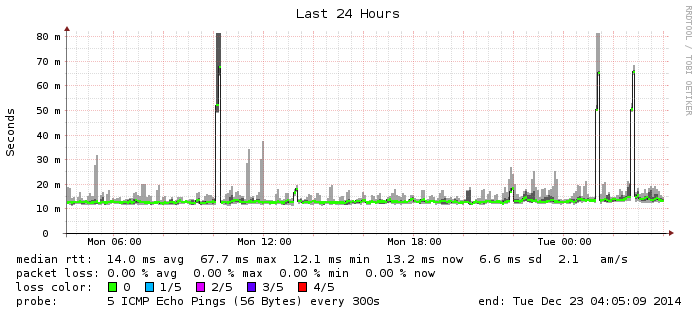 Last 24 Hours
RRDTOOL / TOBI OETIKER
Seconds
80 m
70 m
60 m
50 m
40 m
30 m
20 m
10 m
0
Mon 06:00 Mon 12:00 Mon 18:00 Tue 00:00
median rtt: 14.0 ms avg 67.7 ms max 12.1 ms min 13.2 ms now 6.6 ms sd 2.1 am/s
packet loss: 0.00 % avg 0.00 % max 0.00 % min 0.00 % now
loss color: 0 1/5 2/5 3/5 4/5
probe: 5 ICMP Echo Pings (56 Bytes) every 300s end: Tue Dec 23 04:05:09 2014